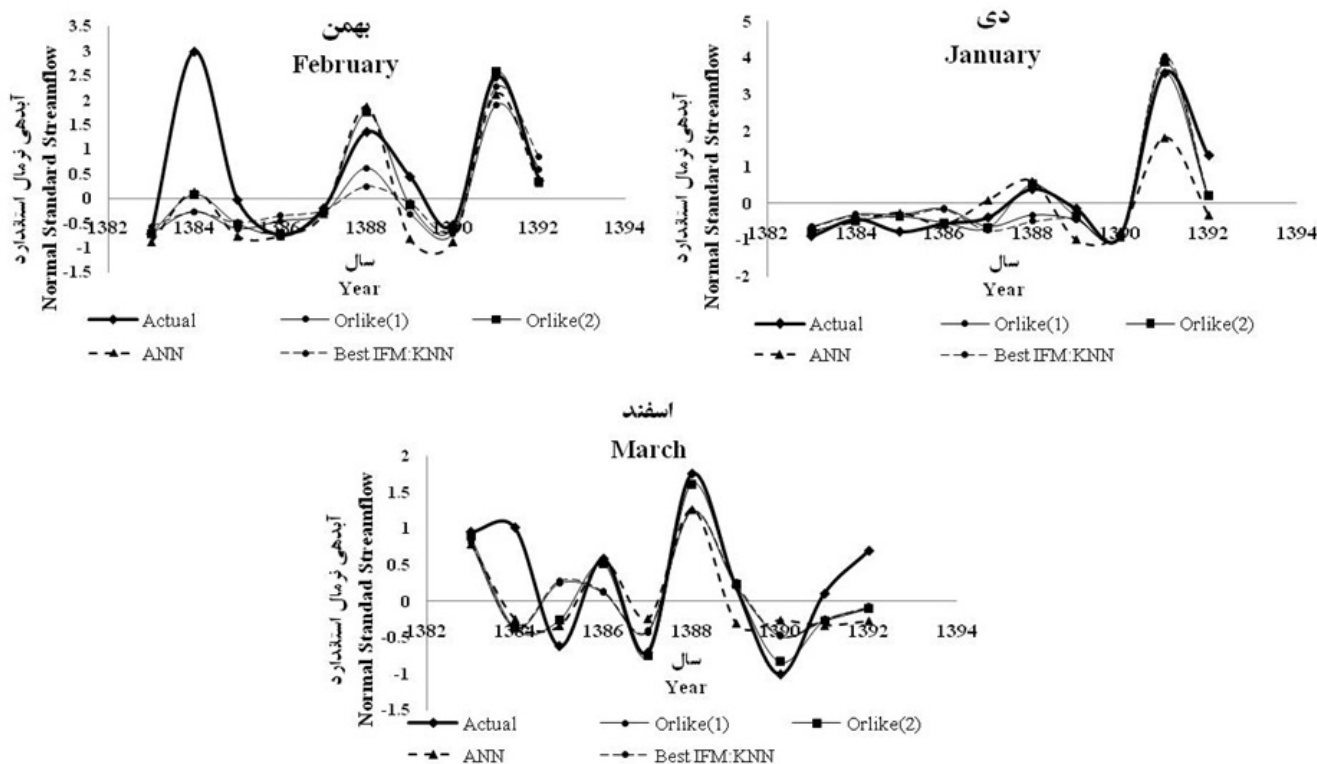 بهمن
February
آبدهی نرمال استاندارد
Normal Standard Streamflow
3.5
3
2.5
2
1.5
1
0.5
0
-0.5
-1
-1.5
1382
1384
1386
1388
1390
1392
1394
سال
Year
Actual
Orlike(1)
Orlike(2)
ANN
Best IFM:KNN
دی
January
آبدهی نرمال استاندارد
Normal Standard Streamflow
5
4
3
2
1
0
-1
-2
1382
1384
1386
1388
1390
1392
1394
سال
Year
Actual
Orlike(1)
Orlike(2)
ANN
Best IFM:KNN
اسفند
March
آبدهی نرمال استاندارد
Normal Standad Streamflow
2
1.5
1
0.5
0
-0.5
-1
-1.5
1382
1384
1386
1388
1390
1392
1394
سال
Year
Actual
Orlike(1)
Orlike(2)
ANN
Best IFM:KNN